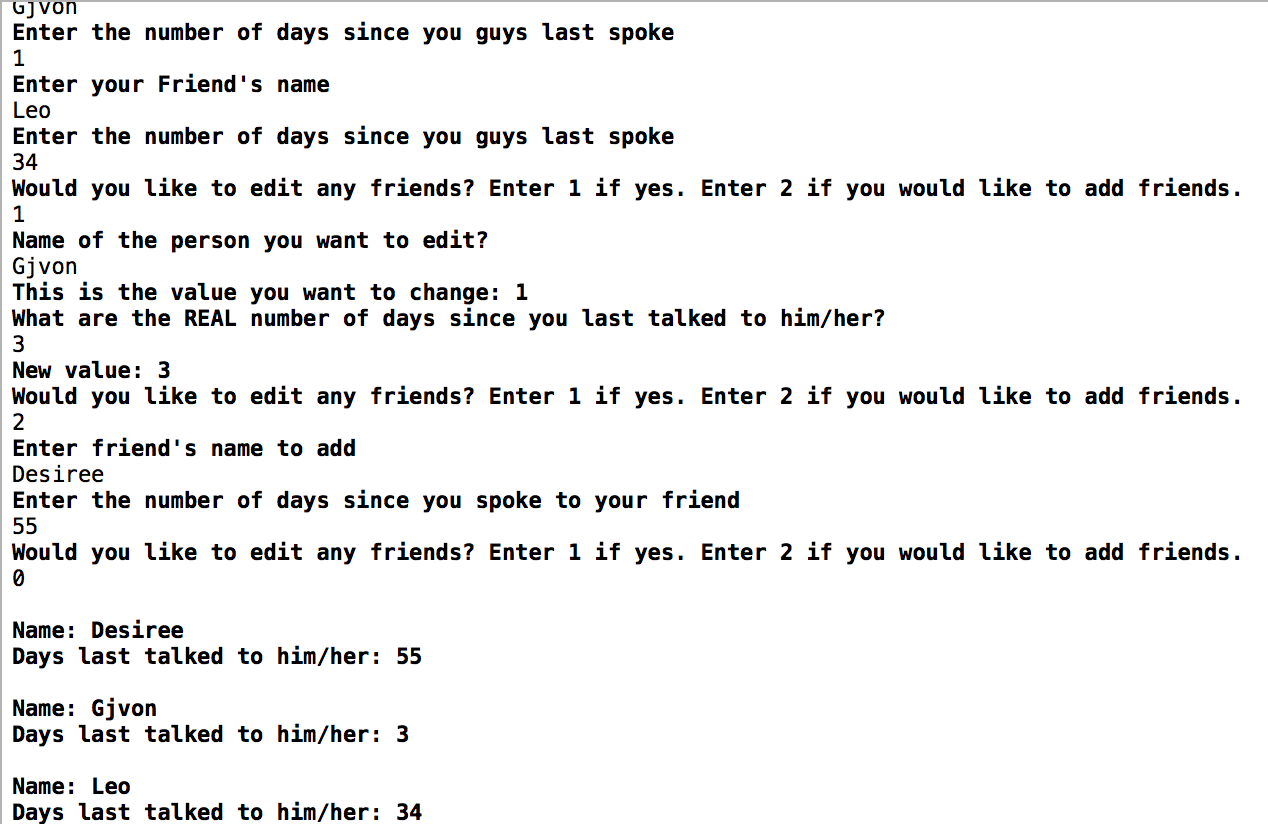 Gjvon
Enter the number of days since you guys last spoke
1
Enter your Friend's name
Leo
Enter the number of days since you guys last spoke
34
Would you like to edit any friends? Enter 1 if yes. Enter 2 if you would like to add friends.
1
Name of the person you want to edit?
Gjvon
This is the value you want to change: 1
What are the REAL number of days since you last talked to him/her?
3
New value: 3
Would you like to edit any friends? Enter 1 if yes. Enter 2 if you would like to add friends.
2
Enter friend's name to add
Desiree
Enter the number of days since you spoke to your friend
55
Would you like to edit any friends? Enter 1 if yes. Enter 2 if you would like to add friends.
0
Name: Desiree
Days last talked to him/her: 55
Name: Gjvon
Days last talked to him/her: 3
Name: Leo
Days last talked to him/her: 34